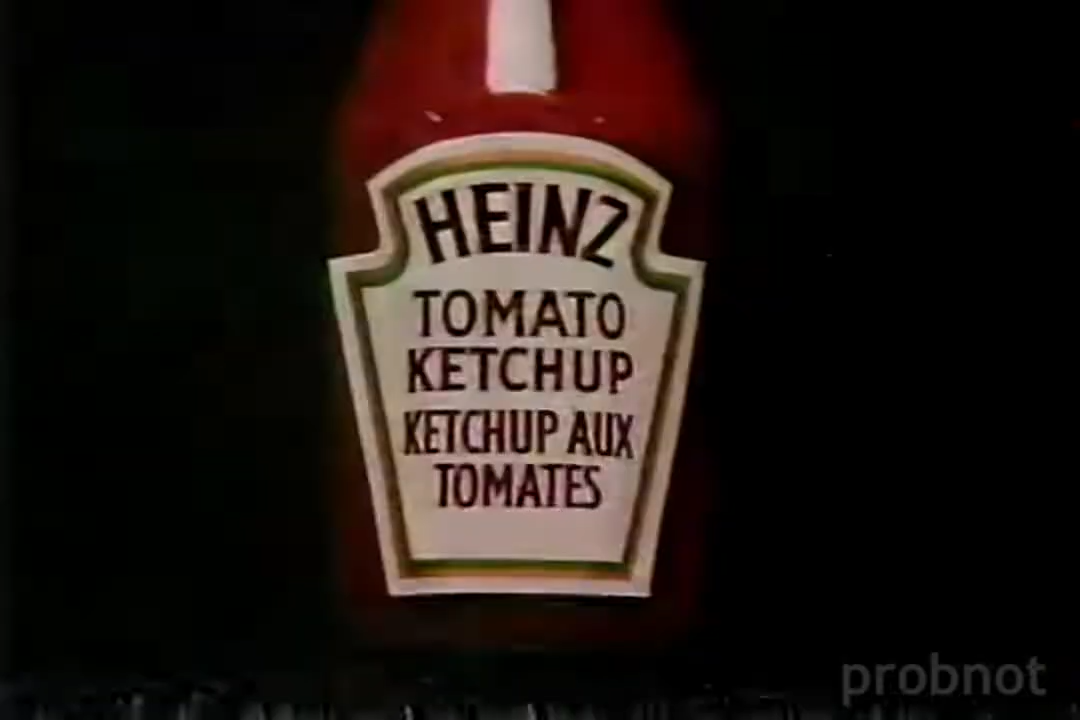 HEINZ
TOMATO
KETCHUP
KETCHUP AUX
TOMATES
probnot